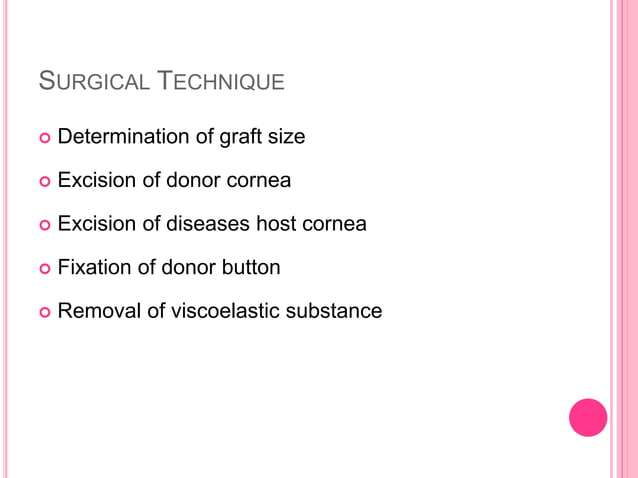 Surgical Technique
Determination of graft size
Excision of donor cornea
Excision of diseases host cornea
Fixation of donor button
Removal of viscoelastic substance